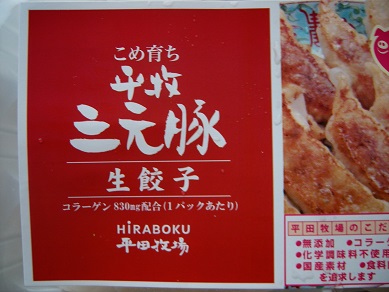 こめ育ち
平牧
三元豚
生餃子
コラーゲン830mg配合(1パックあたり)
HiRABOKU
平田牧場
平田牧場のこだ
●無添加 ●コラー
●化学調味料不使用
●国産素材 ●食料
を追求します